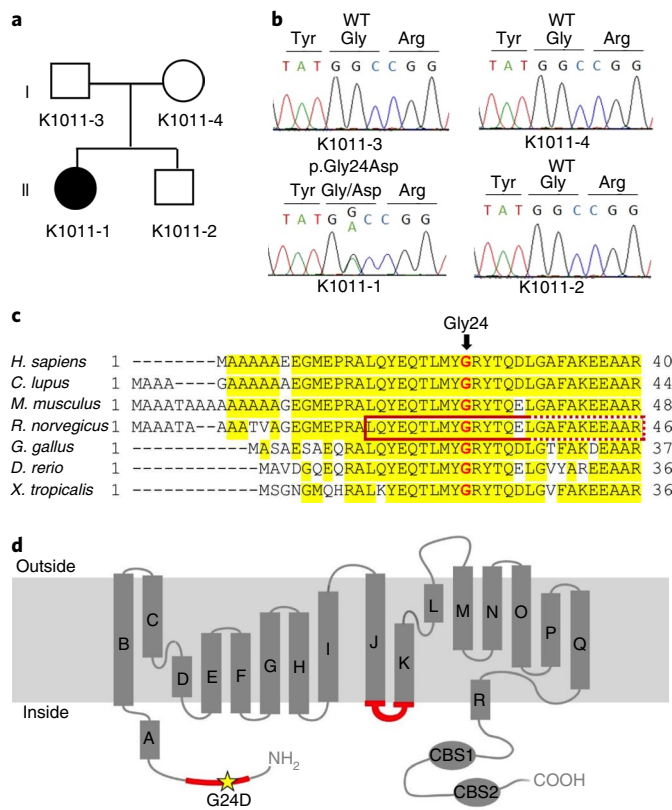 a
I
K1011-3
K1011-4
II
K1011-1
K1011-2
b
WT
Tyr Gly Arg
T A T G G C C G G
K1011-3
WT
Tyr Gly Arg
T A T G G C C G G
K1011-4
p.Gly24Asp
Tyr Gly/Asp Arg
T A T G G C C G G
A
K1011-1
WT
Tyr Gly Arg
T A T G G C C G G
K1011-2
c
Gly24
H. sapiens 1 ---------MAAAAAEEGMEPRALQYEQTLMYGRYTQDLGAFAKEEAAR 40
C. lupus 1 MAAA----GAAAAAAEGMEPRALQYEQTLMYGRYTQDLGAFAKEEAAR 44
M. musculus 1 MAAATAAAAAAAAAGEGMEPRALQYEQTLMYGRYTQELGAFAKEEAAR 48
R. norvegicus 1 MAAATA--AAATVAGEGMEPRALQYEQTLMYGRYTQELGAFAKEEAAR 46
G. gallus 1 -----------MASAESAEQRALQYEQTLMYGRYTQDLGTFAKDEAAR 37
D. rerio 1 ------------MAVDGQEQRALQYEQTLMYGRYTQELGVYAREEAAR 36
X. tropicalis 1 ------------MSGNGMQHRALKYEQTLMYGRYTQDLGVFAKEEAAR 36
d
Outside
B C D E F G H I J K L M N O P Q
Inside
A
R
NH2
G24D
CBS1
CBS2
COOH